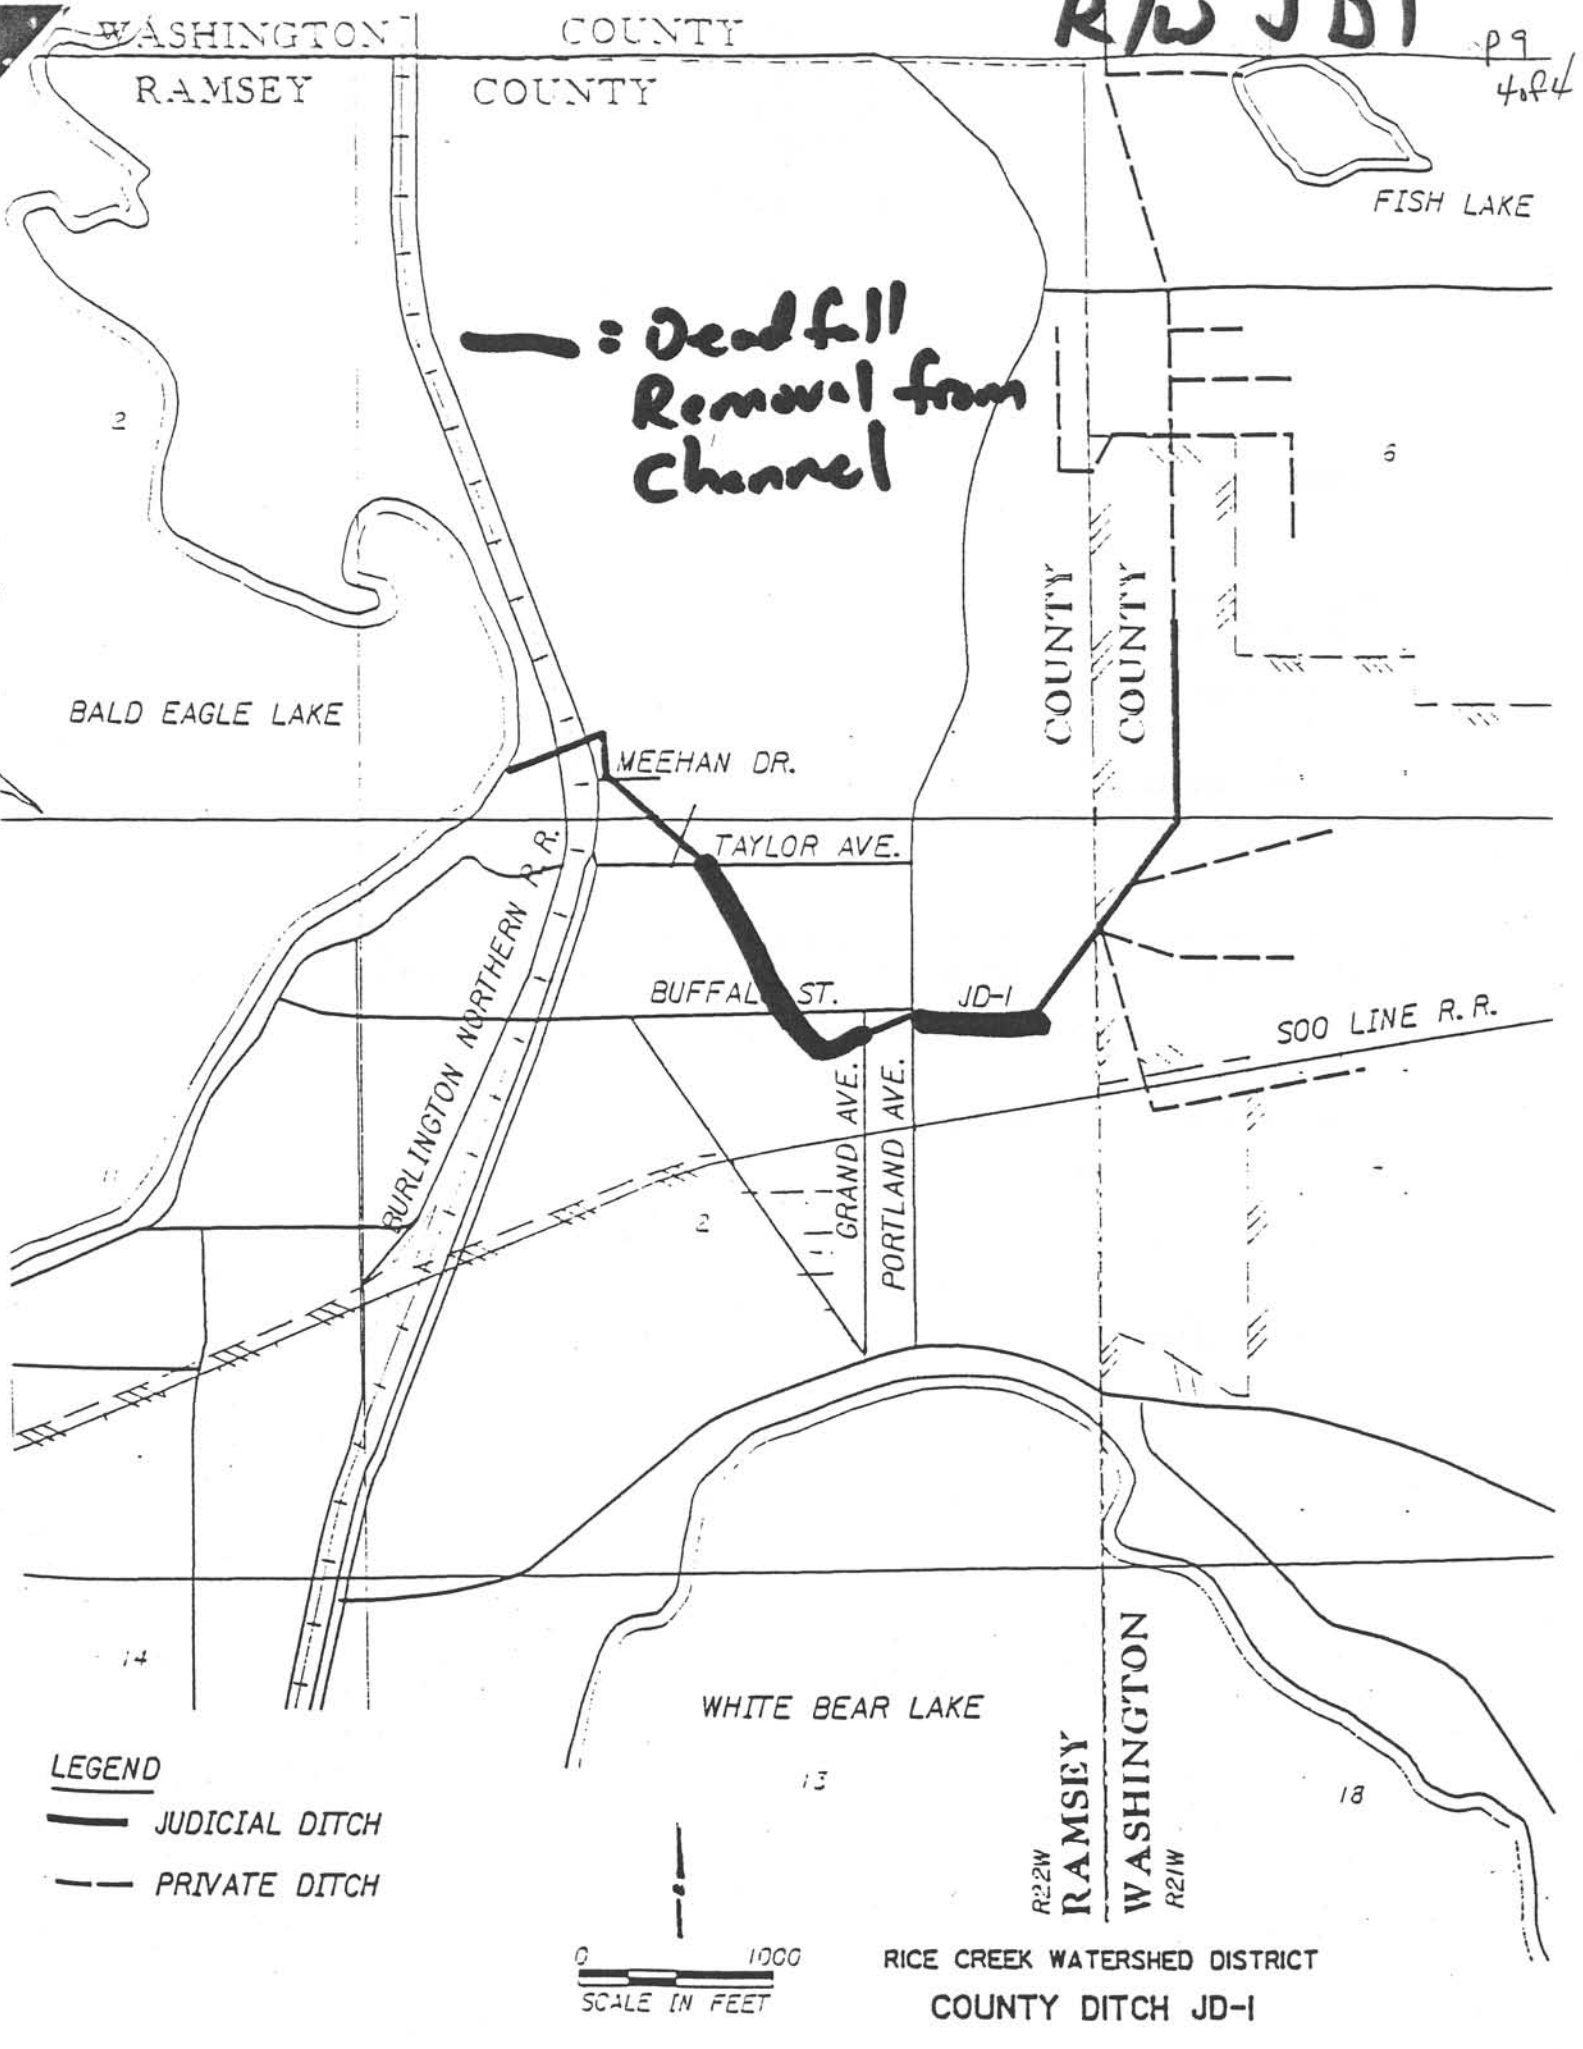 R/W JD1
P9
4 of 4
WASHINGTON COUNTY
RAMSEY COUNTY
FISH LAKE
= Deadfall
Removal from
Channel
2
6
COUNTY
COUNTY
BALD EAGLE LAKE
MEEHAN DR.
TAYLOR AVE.
BURLINGTON NORTHERN R.R.
BUFFALO ST.
JD-1
SOO LINE R.R.
GRAND AVE.
PORTLAND AVE.
11
2
14
WHITE BEAR LAKE
13
18
R22W
RAMSEY
WASHINGTON
R21W
LEGEND
JUDICIAL DITCH
PRIVATE DITCH
0 1000
SCALE IN FEET
RICE CREEK WATERSHED DISTRICT
COUNTY DITCH JD-1